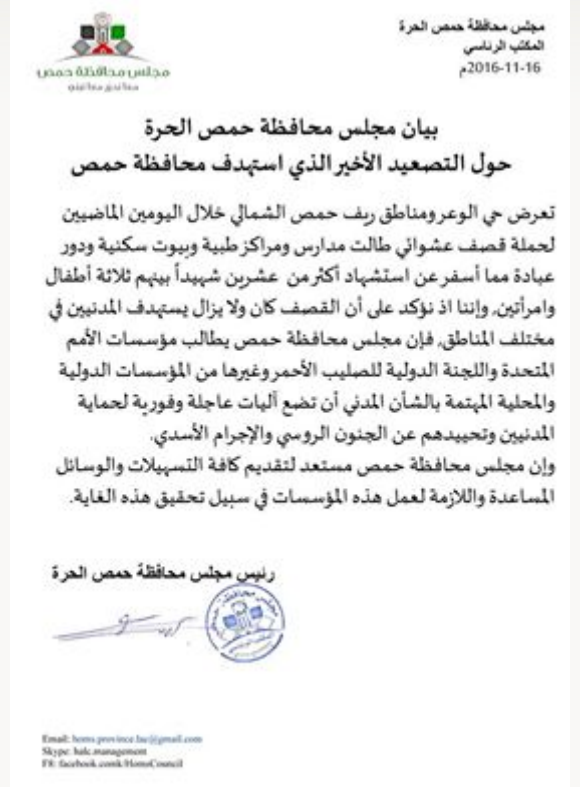 مجلس محافظة حمص الحرة
المكتب الرئاسي
2016-11-16م
مجلس محافظة حمص
بيان مجلس محافظة حمص الحرة
حول التصعيد الأخير الذي استهدف محافظة حمص
تعرض حي الوعر ومناطق ريف حمص الشمالي خلال اليومين الماضيين
لحملة قصف عشوائي طالت مدارس ومراكز طبية وبيوت سكنية ودور
عبادة مما أسفر عن استشهاد أكثر من عشرين شهيداً بينهم ثلاثة أطفال
وامرأتين, وإننا اذ نؤكد على أن القصف كان ولا يزال يستهدف المدنيين في
مختلف المناطق, فإن مجلس محافظة حمص يطالب مؤسسات الأمم
المتحدة واللجنة الدولية للصليب الأحمر وغيرها من المؤسسات الدولية
والمحلية المهتمة بالشأن المدني أن تضع آليات عاجلة وفورية لحماية
المدنيين وتحييدهم عن الجنون الروسي والإجرام الأسدي.
وإن مجلس محافظة حمص مستعد لتقديم كافة التسهيلات والوسائل
المساعدة واللازمة لعمل هذه المؤسسات في سبيل تحقيق هذه الغاية.
رئيس مجلس محافظة حمص الحرة
Email: homs.province.lac@gmail.com
Skype: halc.management
FB: facebook.com\HomsCouncil